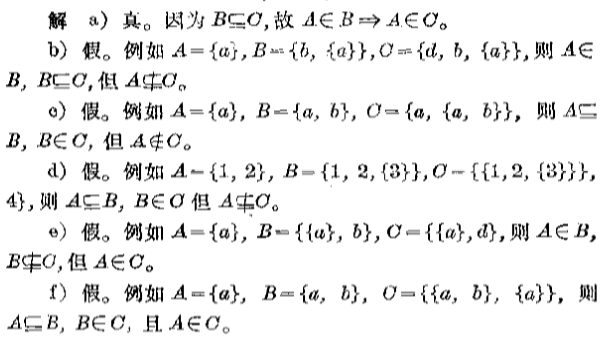 解 a) 真。因为 B⊆C,故 A∈B⇒A∈C。
b) 假。例如 A={a},B={b, {a}},C={d, b, {a}},则 A∈
B, B⊆C,但 A⊈C。
c) 假。例如 A={a}, B={a, b}, C={a, {a, b}}, 则 A⊆
B, B∈C, 但 A∉C。
d) 假。例如 A={1, 2}, B={1, 2,{3}},C={{1,2, {3}}},
4},则 A⊆B, B∈C 但 A⊈C。
e) 假。例如 A={a}, B={{a}, b},C={{a},d},则 A∈B,
B⊈C,但 A∈C。
f) 假。例如 A={a}, B={a, b}, C={{a, b}, {a}}, 则
A⊆B, B∈C, 且 A∈C。